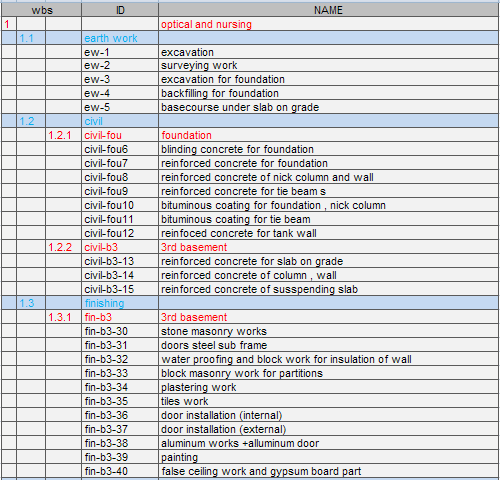 wbs ID NAME
1 optical and nursing
1.1 earth work
ew-1 excavation
ew-2 surveying work
ew-3 excavation for foundation
ew-4 backfilling for foundation
ew-5 basecourse under slab on grade
1.2 civil
1.2.1 civil-fou foundation
civil-fou6 blinding concrete for foundation
civil-fou7 reinforced concrete for foundation
civil-fou8 reinforced concrete of nick column and wall
civil-fou9 reinforced concrete for tie beam s
civil-fou10 bituminous coating for foundation , nick column
civil-fou11 bituminous coating for tie beam
civil-fou12 reinfoced concrete for tank wall
1.2.2 civil-b3 3rd basement
civil-b3-13 reinforced concrete for slab on grade
civil-b3-14 reinforced concrete of column , wall
civil-b3-15 reinforced concrete of susspending slab
1.3 finishing
1.3.1 fin-b3 3rd basement
fin-b3-30 stone masonry works
fin-b3-31 doors steel sub frame
fin-b3-32 water proofing and block work for insulation of wall
fin-b3-33 block masonry work for partitions
fin-b3-34 plastering work
fin-b3-35 tiles work
fin-b3-36 door installation (internal)
fin-b3-37 door installation (external)
fin-b3-38 aluminum works +alluminum door
fin-b3-39 painting
fin-b3-40 false ceiling work and gypsum board part